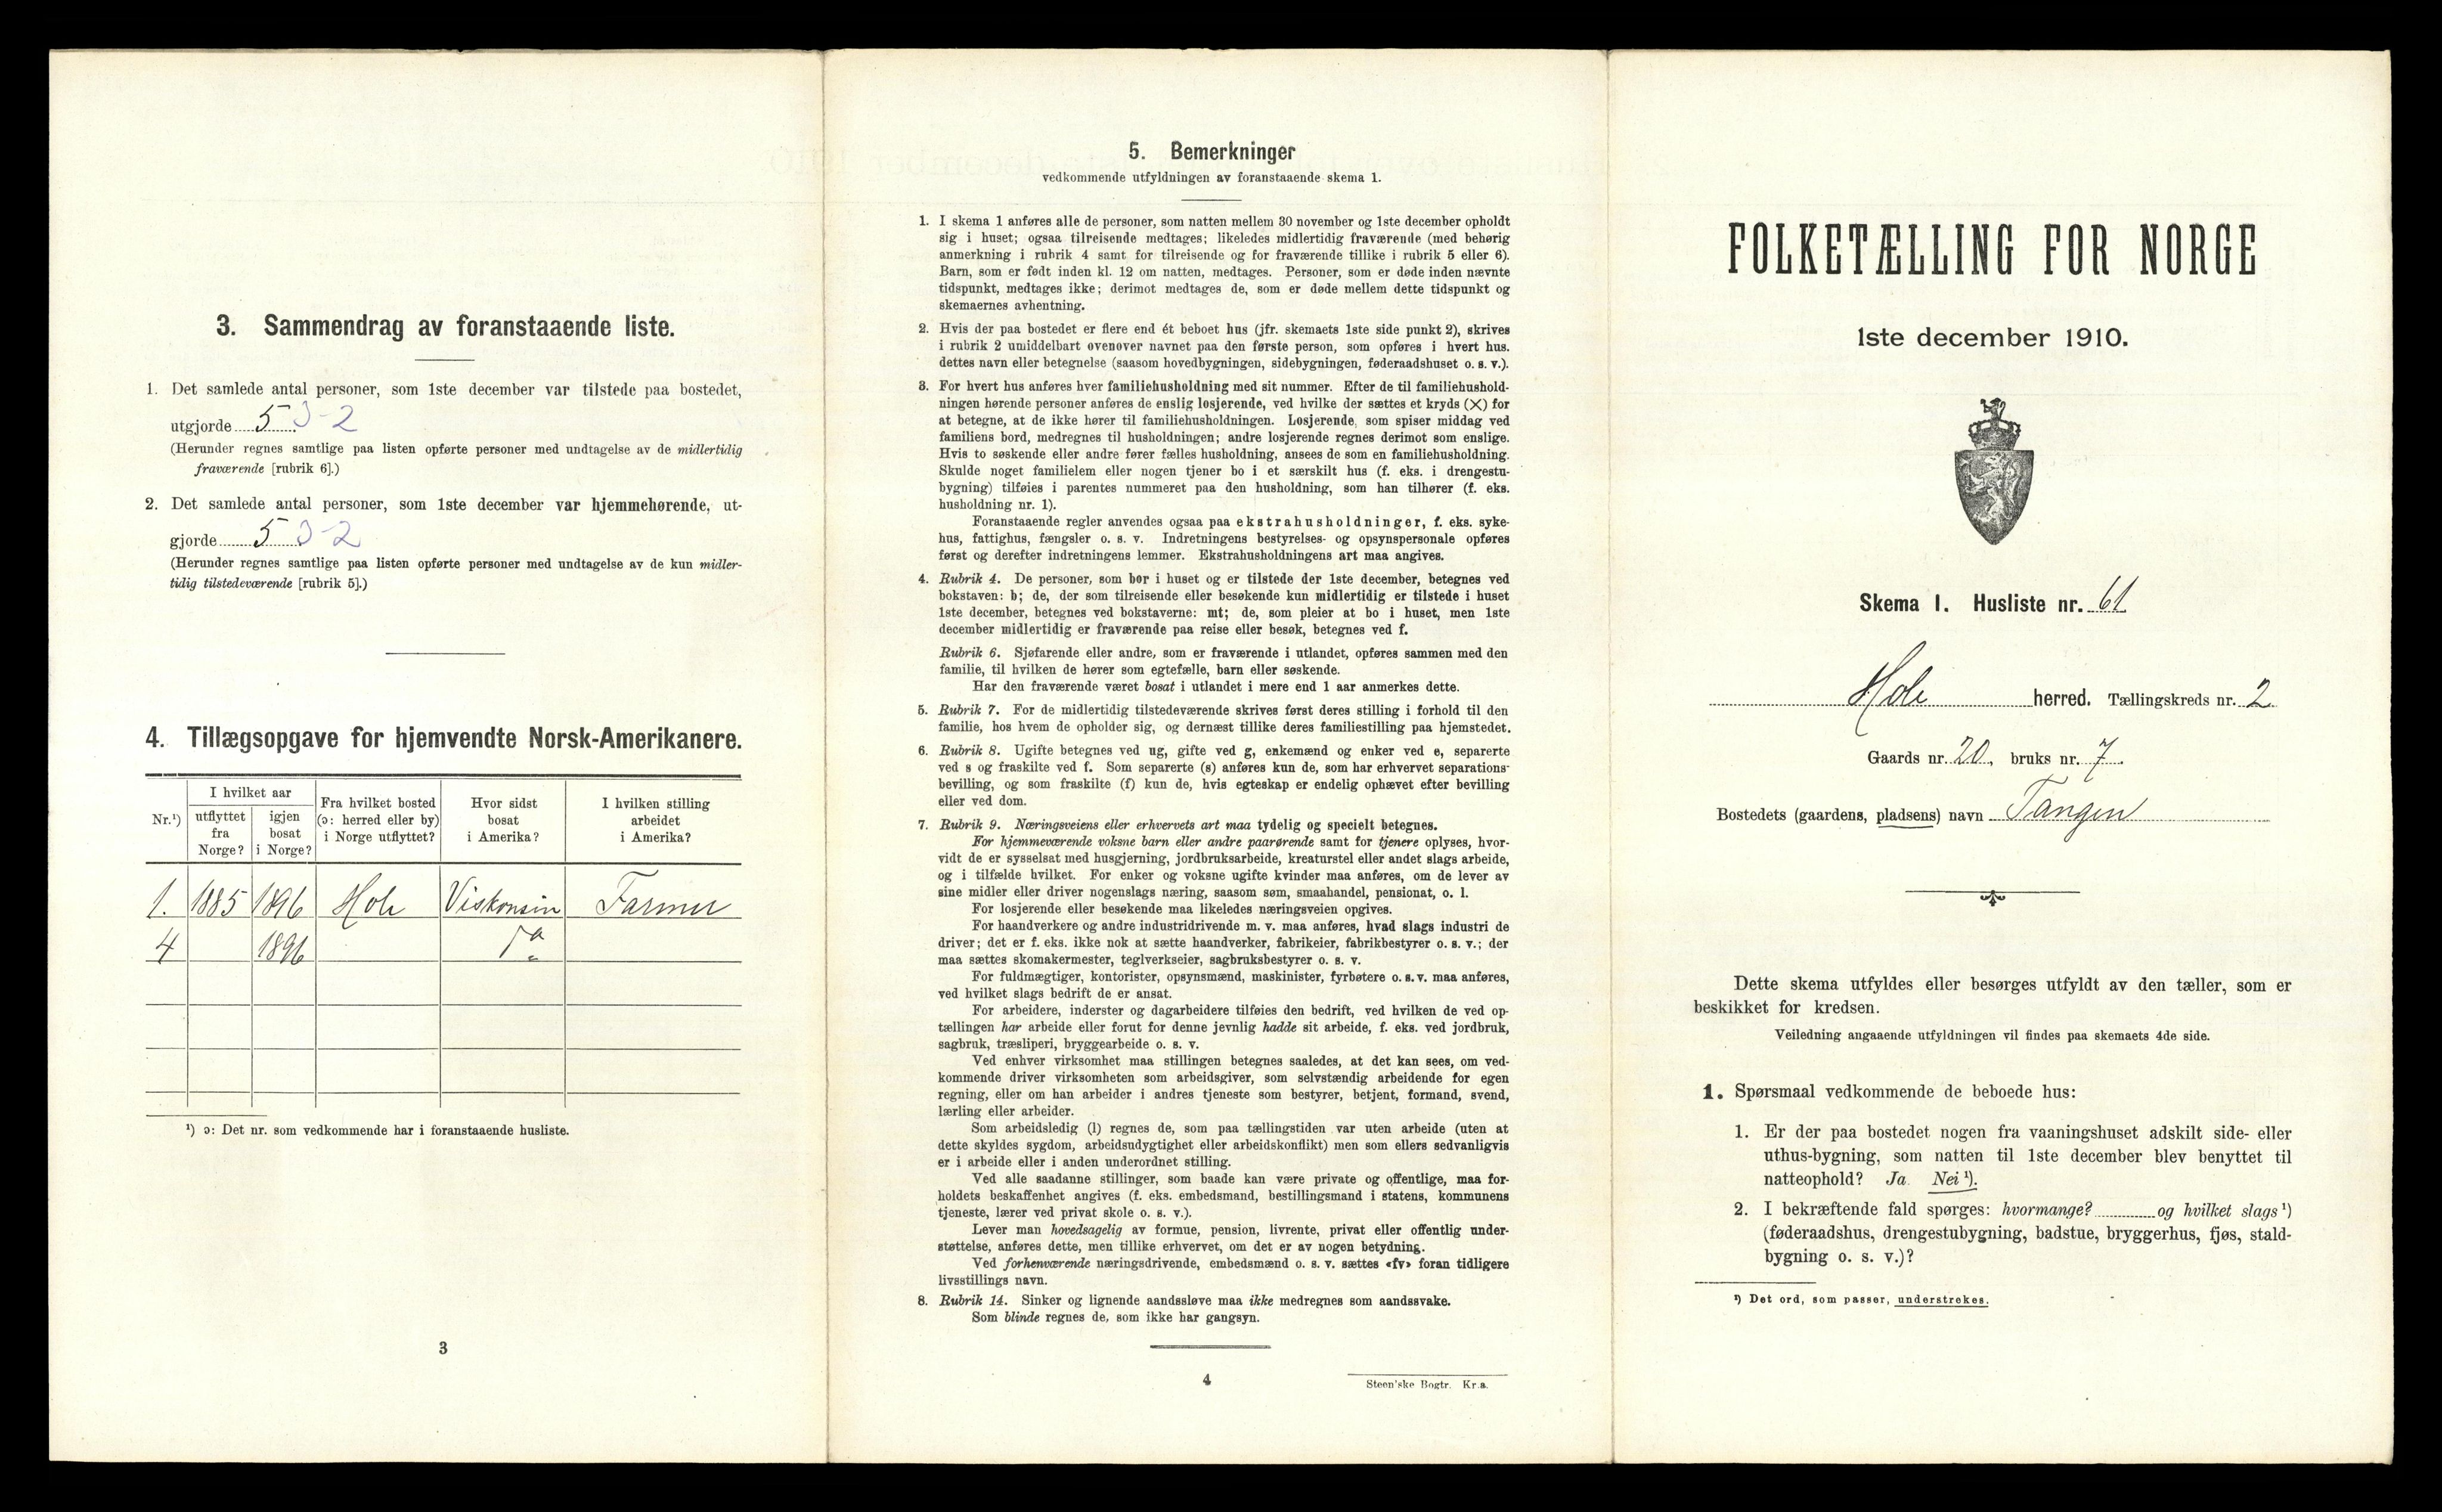 3. Sammendrag av foranstaaende liste.
1. Det samlede antal personer, som 1ste december var tilstede paa bostedet,
utgjorde 5 3-2
(Herunder regnes samtlige paa listen opførte personer med undtagelse av de midlertidig
fraværende [rubrik 6].)
2. Det samlede antal personer, som 1ste december var hjemmehørende, ut-
gjorde 5 3-2
(Herunder regnes samtlige paa listen opførte personer med undtagelse av de kun midler-
tidig tilstedeværende [rubrik 5].)
4. Tillægsopgave for hjemvendte Norsk-Amerikanere.
Nr.¹)
I hvilket aar
utflyttet fra Norge?
igjen bosat i Norge?
Fra hvilket bosted (ɔ: herred eller by) i Norge utflyttet?
Hvor sidst bosat i Amerika?
I hvilken stilling arbeidet i Amerika?
1. 1885 1896 Hole Viskonsin Farmer
4 1896
¹) ɔ: Det nr. som vedkommende har i foranstaaende husliste.
3
5. Bemerkninger
vedkommende utfyldningen av foranstaaende skema 1.
1. I skema 1 anføres alle de personer, som natten mellem 30 november og 1ste december opholdt
sig i huset; ogsaa tilreisende medtages; likeledes midlertidig fraværende (med behørig
anmerkning i rubrik 4 samt for tilreisende og for fraværende tillike i rubrik 5 eller 6).
Barn, som er født inden kl. 12 om natten, medtages. Personer, som er døde inden nævnte
tidspunkt, medtages ikke; derimot medtages de, som er døde mellem dette tidspunkt og
skemaernes avhentning.
2. Hvis der paa bostedet er flere end ét beboet hus (jfr. skemaets 1ste side punkt 2), skrives
i rubrik 2 umiddelbart ovenover navnet paa den første person, som opføres i hvert hus.
dettes navn eller betegnelse (saasom hovedbygningen, sidebygningen, føderaadshuset o. s. v.).
3. For hvert hus anføres hver familiehusholdning med sit nummer. Efter de til familiehushold-
ningen hørende personer anføres de enslig losjerende, ved hvilke der sættes et kryds (×) for
at betegne, at de ikke hører til familiehusholdningen. Losjerende, som spiser middag ved
familiens bord, medregnes til husholdningen; andre losjerende regnes derimot som enslige.
Hvis to søskende eller andre fører fælles husholdning, ansees de som en familiehusholdning.
Skulde noget familielem eller nogen tjener bo i et særskilt hus (f. eks. i drengestu-
bygning) tilføies i parentes nummeret paa den husholdning, som han tilhører (f. eks.
husholdning nr. 1).
Foranstaaende regler anvendes ogsaa paa ekstrahusholdninger, f. eks. syke-
hus, fattighus, fængsler o. s. v. Indretningens bestyrelses- og opsynspersonale opføres
først og derefter indretningens lemmer. Ekstrahusholdningens art maa angives.
4. Rubrik 4. De personer, som bor i huset og er tilstede der 1ste december, betegnes ved
bokstaven: b; de, der som tilreisende eller besøkende kun midlertidig er tilstede i huset
1ste december, betegnes ved bokstaverne: mt; de, som pleier at bo i huset, men 1ste
december midlertidig er fraværende paa reise eller besøk, betegnes ved f.
Rubrik 6. Sjøfarende eller andre, som er fraværende i utlandet, opføres sammen med den
familie, til hvilken de hører som egtefælle, barn eller søskende.
Har den fraværende været bosat i utlandet i mere end 1 aar anmerkes dette.
5. Rubrik 7. For de midlertidig tilstedeværende skrives først deres stilling i forhold til den
familie, hos hvem de opholder sig, og dernæst tillike deres familiestilling paa hjemstedet.
6. Rubrik 8. Ugifte betegnes ved ug, gifte ved g, enkemænd og enker ved e, separerte
ved s og fraskilte ved f. Som separerte (s) anføres kun de, som har erhvervet separations-
bevilling, og som fraskilte (f) kun de, hvis egteskap er endelig ophævet efter bevilling
eller ved dom.
7. Rubrik 9. Næringsveiens eller erhvervets art maa tydelig og specielt betegnes.
For hjemmeværende voksne barn eller andre paarørende samt for tjenere oplyses, hvor-
vidt de er sysselsat med husgjerning, jordbruksarbeide, kreaturstel eller andet slags arbeide,
og i tilfælde hvilket. For enker og voksne ugifte kvinder maa anføres, om de lever av
sine midler eller driver nogenslags næring, saasom søm, smaahandel, pensionat, o. l.
For losjerende eller besøkende maa likeledes næringsveien opgives.
For haandverkere og andre industridrivende m. v. maa anføres, hvad slags industri de
driver; det er f. eks. ikke nok at sætte haandverker, fabrikeier, fabrikbestyrer o. s. v.; der
maa sættes skomakermester, teglverkseier, sagbruksbestyrer o. s. v.
For fuldmægtiger, kontorister, opsynsmænd, maskinister, fyrbøtere o. s. v. maa anføres,
ved hvilket slags bedrift de er ansat.
For arbeidere, inderster og dagarbeidere tilføies den bedrift, ved hvilken de ved op-
tællingen har arbeide eller forut for denne jevnlig hadde sit arbeide, f. eks. ved jordbruk,
sagbruk, træsliperi, bryggearbeide o. s. v.
Ved enhver virksomhet maa stillingen betegnes saaledes, at det kan sees, om ved-
kommende driver virksomheten som arbeidsgiver, som selvstændig arbeidende for egen
regning, eller om han arbeider i andres tjeneste som bestyrer, betjent, formand, svend,
lærling eller arbeider.
Som arbeidsledig (l) regnes de, som paa tællingstiden var uten arbeide (uten at
dette skyldes sygdom, arbeidsudygtighet eller arbeidskonflikt) men som ellers sedvanligvis
er i arbeide eller i anden underordnet stilling.
Ved alle saadanne stillinger, som baade kan være private og offentlige, maa for-
holdets beskaffenhet angives (f. eks. embedsmand, bestillingsmand i statens, kommunens
tjeneste, lærer ved privat skole o. s. v.).
Lever man hovedsagelig av formue, pension, livrente, privat eller offentlig under-
støttelse, anføres dette, men tillike erhvervet, om det er av nogen betydning.
Ved forhenværende næringsdrivende, embedsmænd o. s. v. sættes «fv» foran tidligere
livsstillings navn.
8. Rubrik 14. Sinker og lignende aandssløve maa ikke medregnes som aandssvake.
Som blinde regnes de, som ikke har gangsyn.
4
Steen'ske Bogtr. Kr.a.
FOLKETÆLLING FOR NORGE
1ste december 1910.
Skema I. Husliste nr. 61
Hole herred. Tællingskreds nr. 2
Gaards nr. 20, bruks nr. 7.
Bostedets (gaardens, pladsens) navn Tangen
Dette skema utfyldes eller besørges utfyldt av den tæller, som er
beskikket for kredsen.
Veiledning angaaende utfyldningen vil findes paa skemaets 4de side.
1. Spørsmaal vedkommende de beboede hus:
1. Er der paa bostedet nogen fra vaaningshuset adskilt side- eller
uthus-bygning, som natten til 1ste december blev benyttet til
natteophold? Ja Nei ¹).
2. I bekræftende fald spørges: hvormange? og hvilket slags ¹)
(føderaadshus, drengestubygning, badstue, bryggerhus, fjøs, stald-
bygning o. s. v.)?
¹) Det ord, som passer, understrekes.